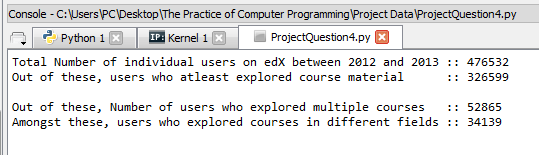 Console - C:\Users\PC\Desktop\The Practice of Computer Programming\Project Data\ProjectQuestion4.py
Python 1 IP: Kernel 1 ProjectQuestion4.py
Total Number of individual users on edX between 2012 and 2013 :: 476532
Out of these, users who atleast explored course material :: 326599
Out of these, Number of users who explored multiple courses :: 52865
Amongst these, users who explored courses in different fields :: 34139